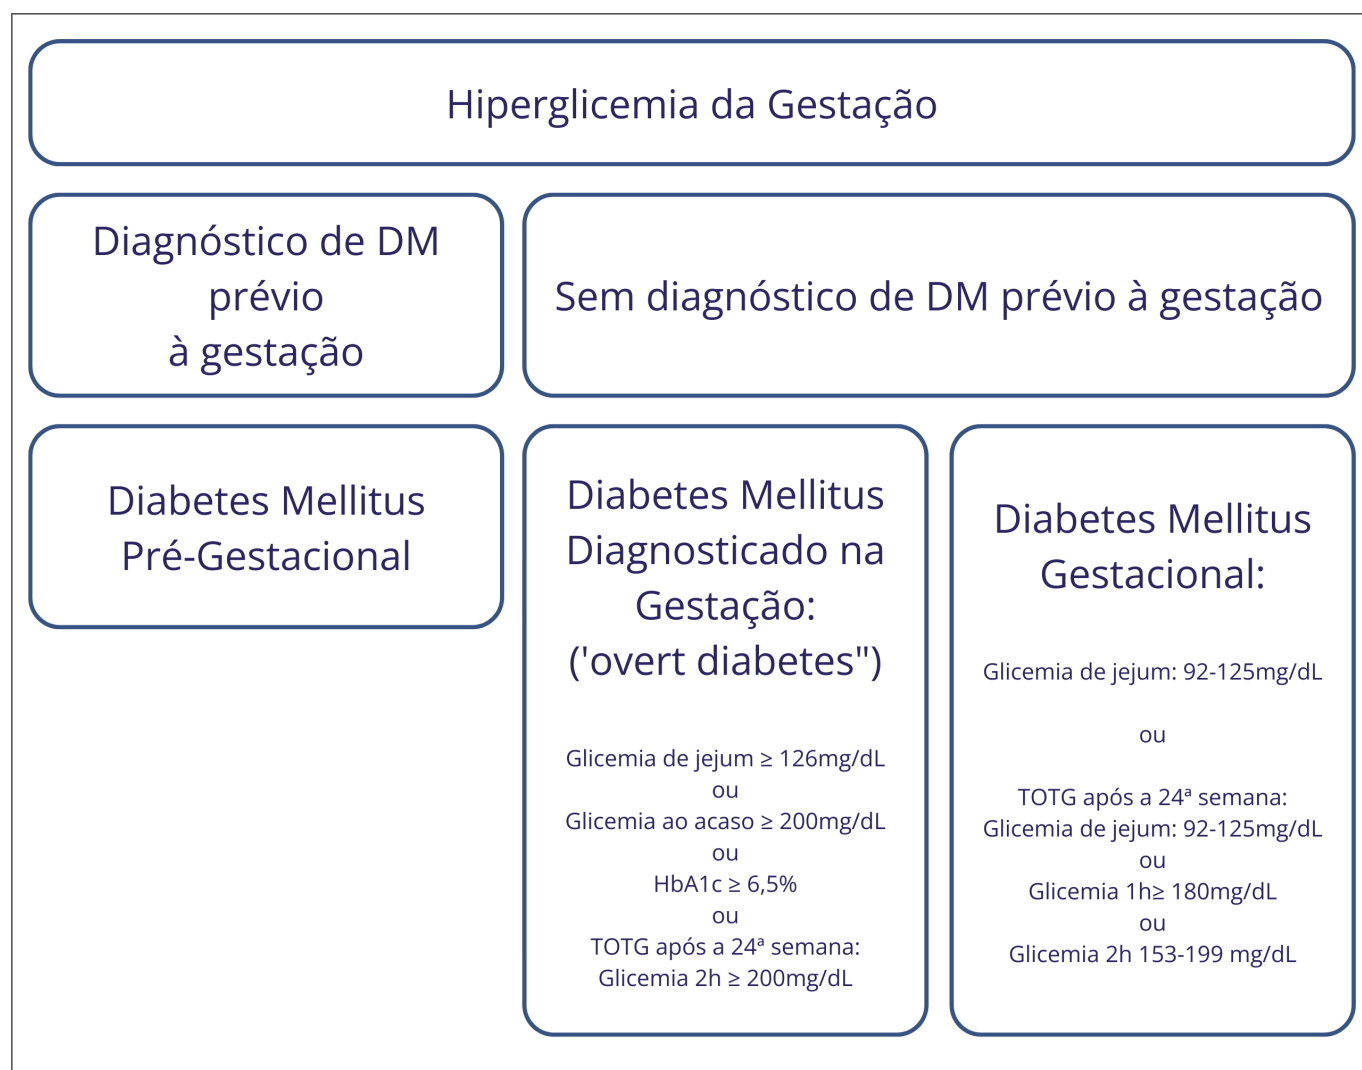 Hiperglicemia da Gestação
Diagnóstico de DM
prévio
à gestação
Sem diagnóstico de DM prévio à gestação
Diabetes Mellitus
Pré-Gestacional
Diabetes Mellitus
Diagnosticado na
Gestação:
('overt diabetes")
Glicemia de jejum ≥ 126mg/dL
ou
Glicemia ao acaso ≥ 200mg/dL
ou
HbA1c ≥ 6,5%
ou
TOTG após a 24ª semana:
Glicemia 2h ≥ 200mg/dL
Diabetes Mellitus
Gestacional:
Glicemia de jejum: 92-125mg/dL
ou
TOTG após a 24ª semana:
Glicemia de jejum: 92-125mg/dL
ou
Glicemia 1h≥ 180mg/dL
ou
Glicemia 2h 153-199 mg/dL